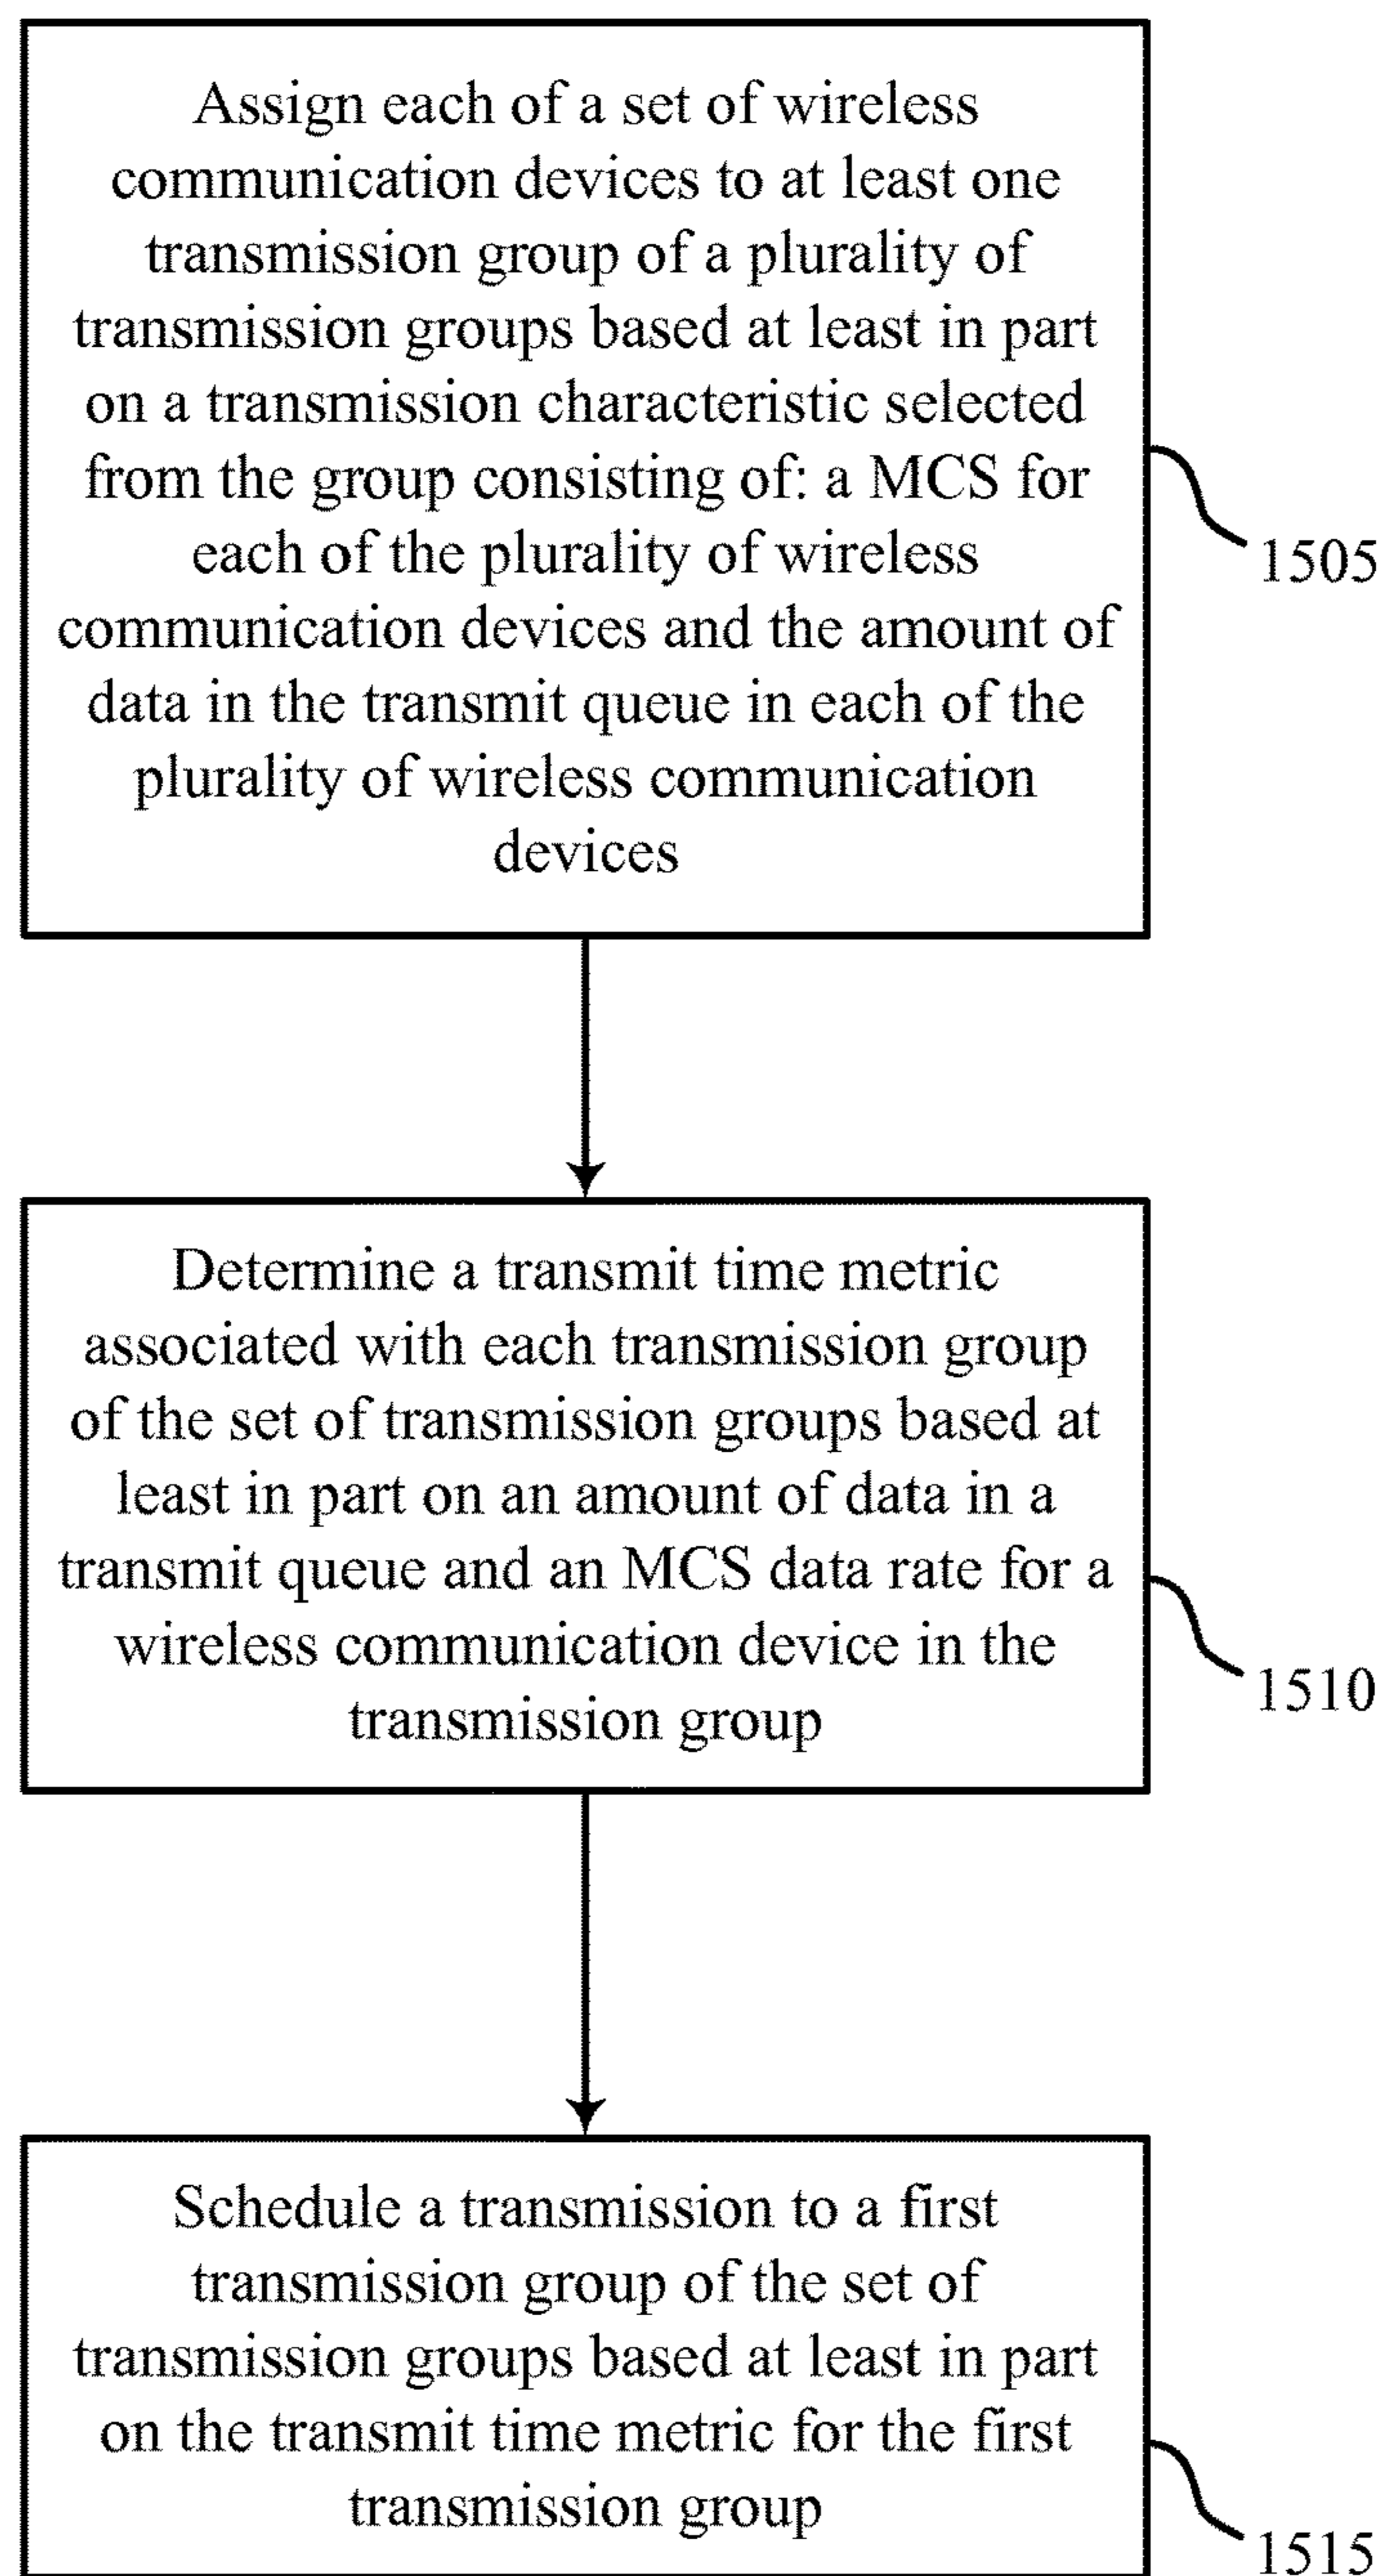 Assign each of a set of wireless
communication devices to at least one
transmission group of a plurality of
transmission groups based at least in part
on a transmission characteristic selected
from the group consisting of: a MCS for
each of the plurality of wireless
communication devices and the amount of
data in the transmit queue in each of the
plurality of wireless communication
devices
1505
Determine a transmit time metric
associated with each transmission group
of the set of transmission groups based at
least in part on an amount of data in a
transmit queue and an MCS data rate for a
wireless communication device in the
transmission group
1510
Schedule a transmission to a first
transmission group of the set of
transmission groups based at least in part
on the transmit time metric for the first
transmission group
1515